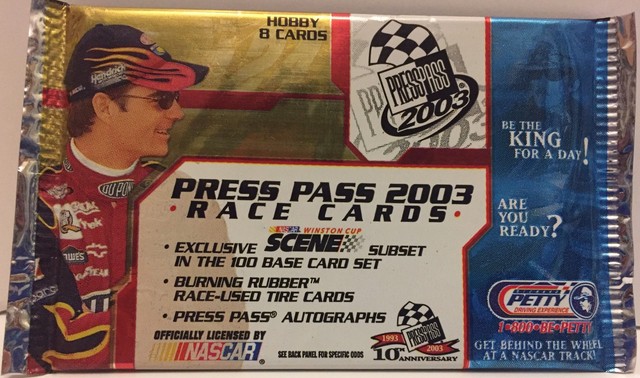 HOBBY
8 CARDS
PRESS PASS
2003
Hendrick
DUPONT
PRESS PASS 2003
• RACE CARDS •
NASCAR WINSTON CUP
• EXCLUSIVE SCENE SUBSET
IN THE 100 BASE CARD SET
• BURNING RUBBER™
RACE-USED TIRE CARDS
• PRESS PASS® AUTOGRAPHS
OFFICIALLY LICENSED BY
NASCAR®
SEE BACK PANEL FOR SPECIFIC ODDS
PRESS PASS
1993 2003
10TH ANNIVERSARY
BE THE
KING
FOR A DAY!
ARE
YOU
READY?
PETTY
DRIVING EXPERIENCE
1-800-BE-PETTY
GET BEHIND THE WHEEL
AT A NASCAR TRACK!